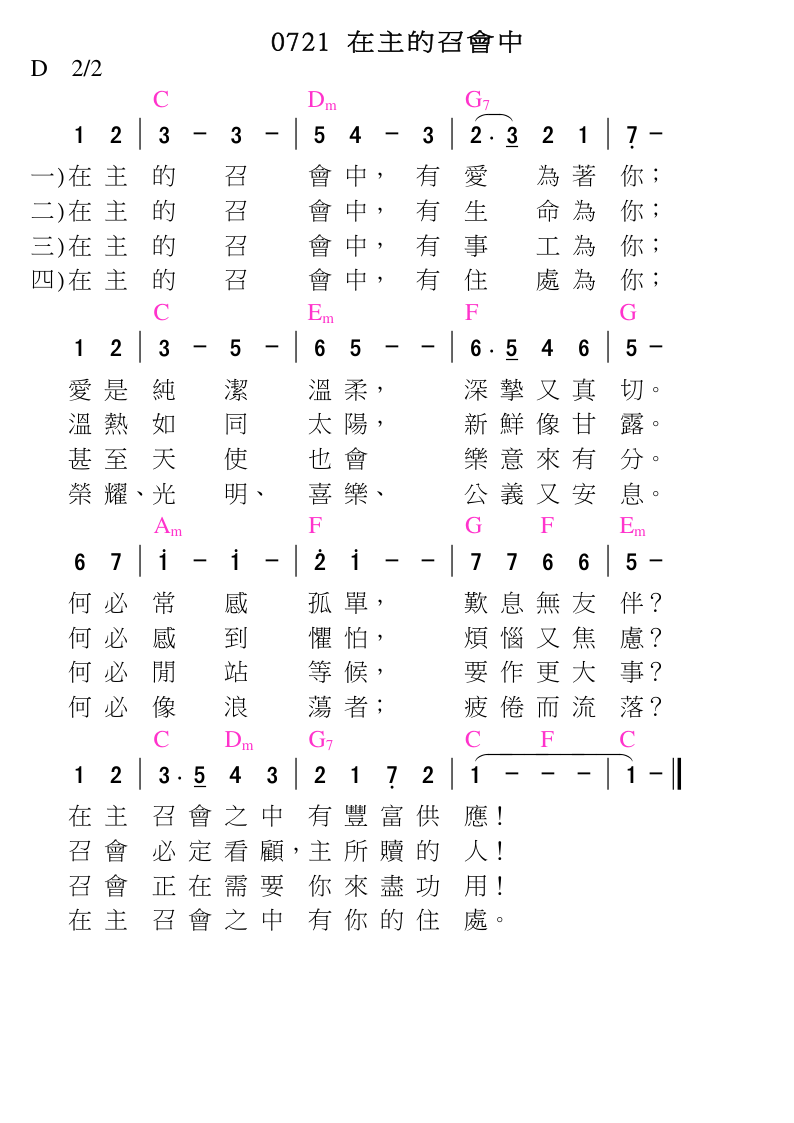 0721 在主的召會中
D 2/2
C Dm G7
1 2 | 3 - 3 - | 5 4 - 3 | 2 . 3 2 1 | 7 -
一)在主的召會中，有愛為著你；
二)在主的召會中，有生命為你；
三)在主的召會中，有事工為你；
四)在主的召會中，有住處為你；
C Em F G
1 2 | 3 - 5 - | 6 5 - - | 6 . 5 4 6 | 5 -
愛是純潔溫柔，深摯又真切。
溫熱如同太陽，新鮮像甘露。
甚至天使也會樂意來有分。
榮耀、光明、喜樂、公義又安息。
Am F G F Em
6 7 | 1 - 1 - | 2 1 - - | 7 7 6 6 | 5 -
何必常感孤單，歎息無友伴？
何必感到懼怕，煩惱又焦慮？
何必閒站等候，要作更大事？
何必像浪蕩者；疲倦而流落？
C Dm G7 C F C
1 2 | 3 . 5 4 3 | 2 1 7 2 | 1 - - - | 1 - ||
在主召會之中有豐富供應！
召會必定看顧，主所贖的人！
召會正在需要你來盡功用！
在主召會之中有你的住處。